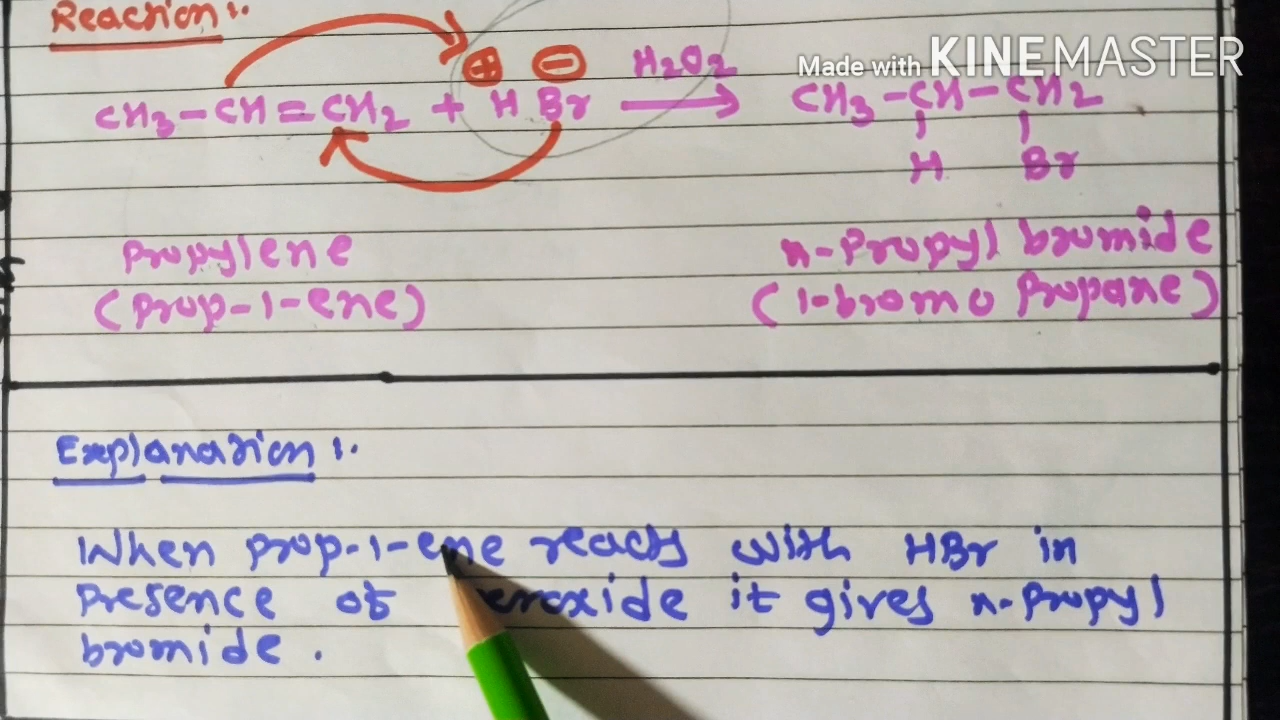 Reaction:.
Made with KINEMASTER
⊕ ⊖ H2O2
CH3-CH=CH2 + H Br → CH3-CH-CH2
H Br
Propylene n-Propyl bromide
(Prop-1-ene) (1-bromo Propane)
Explanation:.
When prop-1-ene reacts with HBr in
Presence of peroxide it gives n-Propyl
bromide.